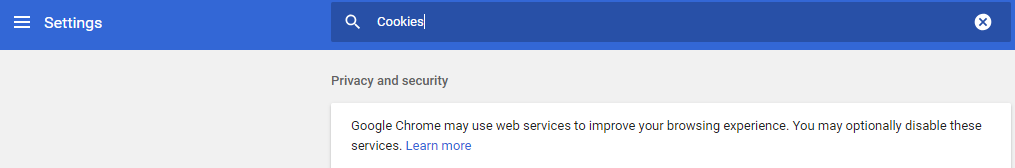 Settings
Cookies
Privacy and security
Google Chrome may use web services to improve your browsing experience. You may optionally disable these
services. Learn more